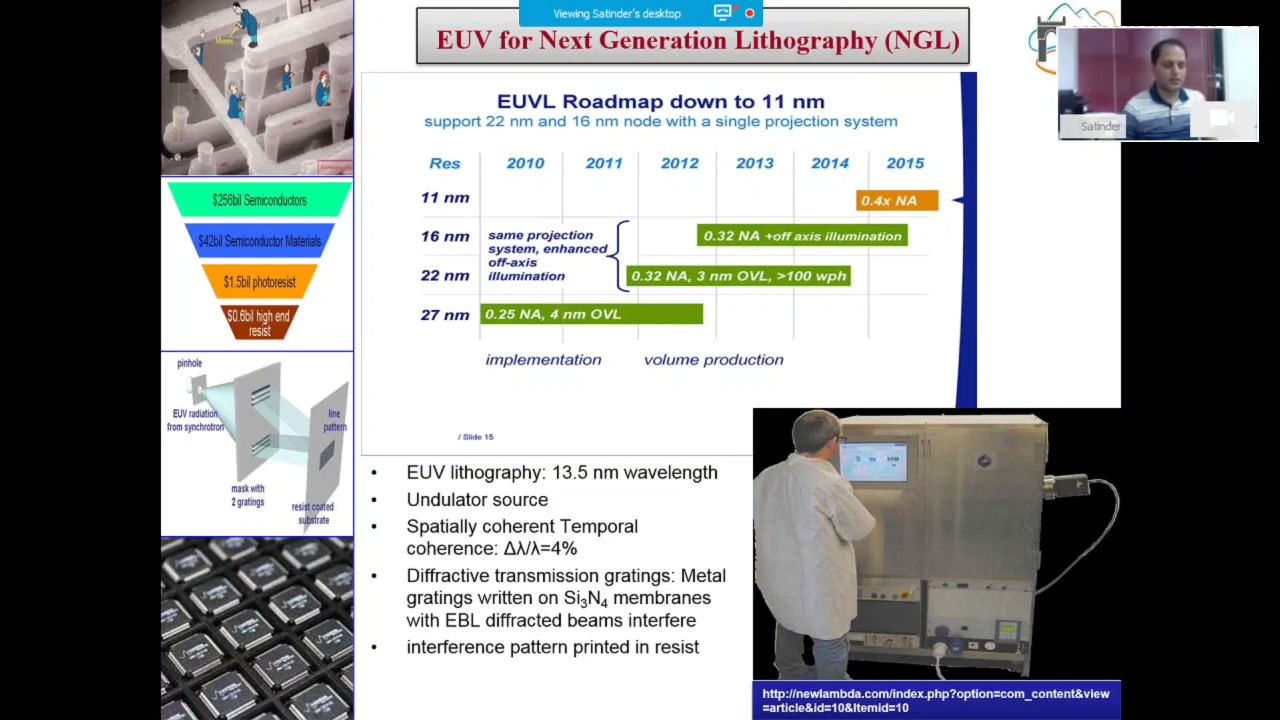 Viewing Satinder's desktop
EUV for Next Generation Lithography (NGL)
Satinder
$256bil Semiconductors
$42bil Semiconductor Materials
$1.5bil photoresist
$0.6bil high end
resist
pinhole
EUV radiation
from synchrotron
line
pattern
mask with
2 gratings
resist coated
substrate
EUVL Roadmap down to 11 nm
support 22 nm and 16 nm node with a single projection system
Res 2010 2011 2012 2013 2014 2015
11 nm
0.4x NA
16 nm
same projection
system, enhanced
off-axis
illumination
0.32 NA +off axis illumination
22 nm
0.32 NA, 3 nm OVL, >100 wph
27 nm
0.25 NA, 4 nm OVL
implementation volume production
/ Slide 15
• EUV lithography: 13.5 nm wavelength
• Undulator source
• Spatially coherent Temporal
coherence: Δλ/λ=4%
• Diffractive transmission gratings: Metal
gratings written on Si3N4 membranes
with EBL diffracted beams interfere
• interference pattern printed in resist
http://newlambda.com/index.php?option=com_content&view
=article&id=10&Itemid=10